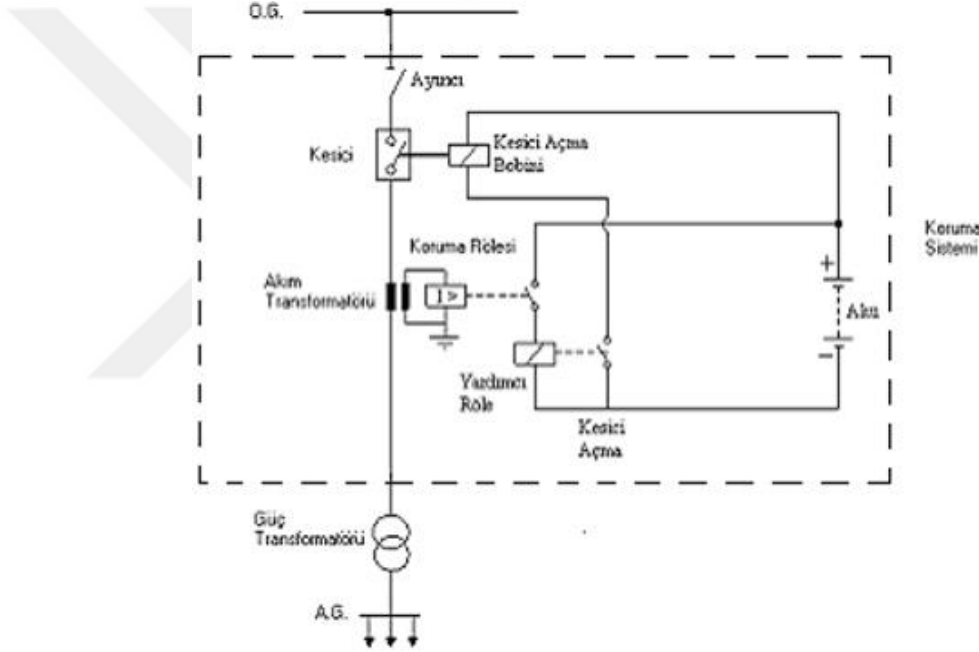 O.G.
Ayırıcı
Kesici
Kesici Açma
Bobini
Koruma Rölesi
Koruma
Sistemi
Akım
Transformatörü
I >
+
Akü
−
Yardımcı
Röle
Kesici
Açma
Güç
Transformatörü
A.G.